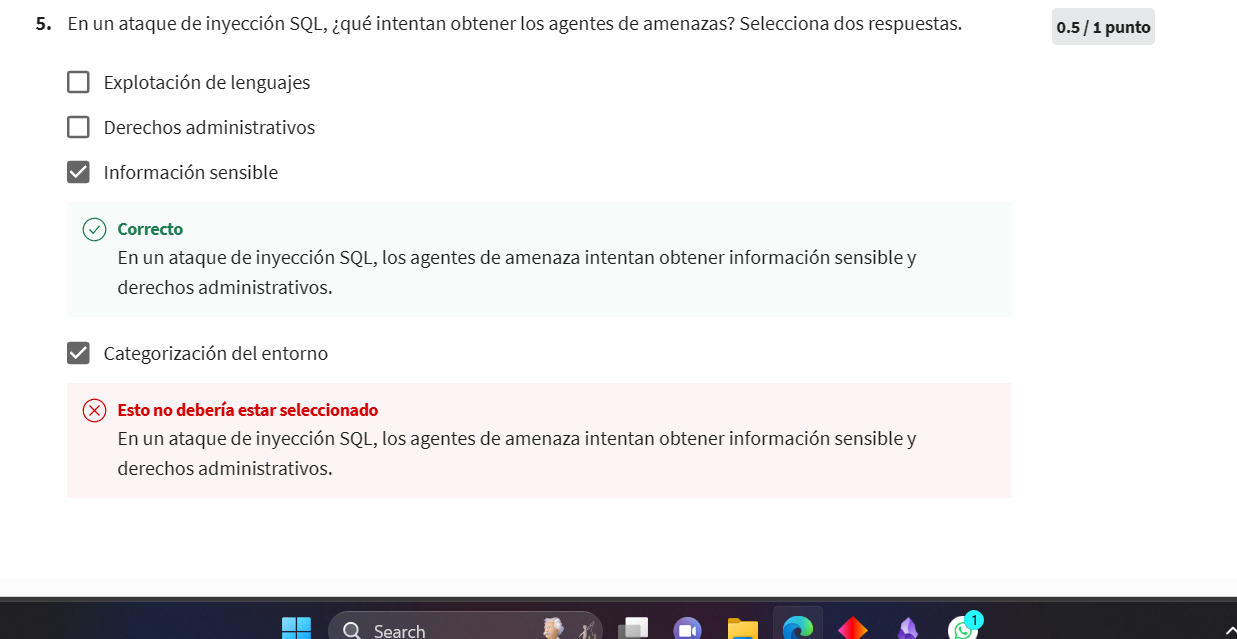 5. En un ataque de inyección SQL, ¿qué intentan obtener los agentes de amenazas? Selecciona dos respuestas.
0.5 / 1 punto
Explotación de lenguajes
Derechos administrativos
Información sensible
Correcto
En un ataque de inyección SQL, los agentes de amenaza intentan obtener información sensible y
derechos administrativos.
Categorización del entorno
Esto no debería estar seleccionado
En un ataque de inyección SQL, los agentes de amenaza intentan obtener información sensible y
derechos administrativos.
Search
1